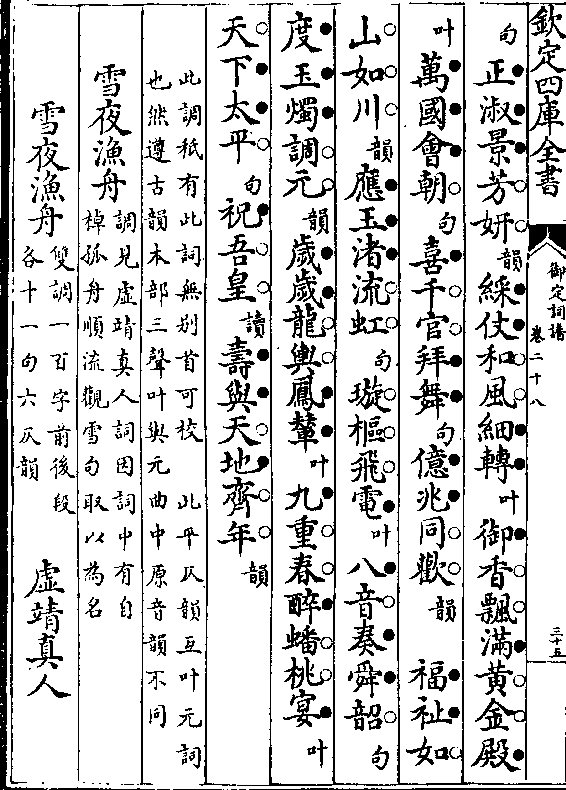 欽定四庫全書
御定詞譜
卷二十八
三十五
句正淑景芳妍韻綵仗和風細轉叶御香飄滿黃金殿
叶萬國會朝句喜千官拜舞句億兆同歡韻福祉如
山如川韻應玉渚流虹句璇樞飛電叶八音奏舜韶句
度玉燭調元韻歲歲龍輿鳳輦叶九重春醉蟠桃宴叶
天下太平句祝吾皇讀壽與天地齊年韻
此調秪有此詞無別首可校 此平仄韻互叶元詞
也然遵古韻本部三聲叶與元曲中原音韻不同
雪夜漁舟調見虛靖真人詞因詞中有自
棹孤舟順流觀雪句取以為名
雪夜漁舟雙調一百字前後段
各十一句六仄韻 虛靖真人